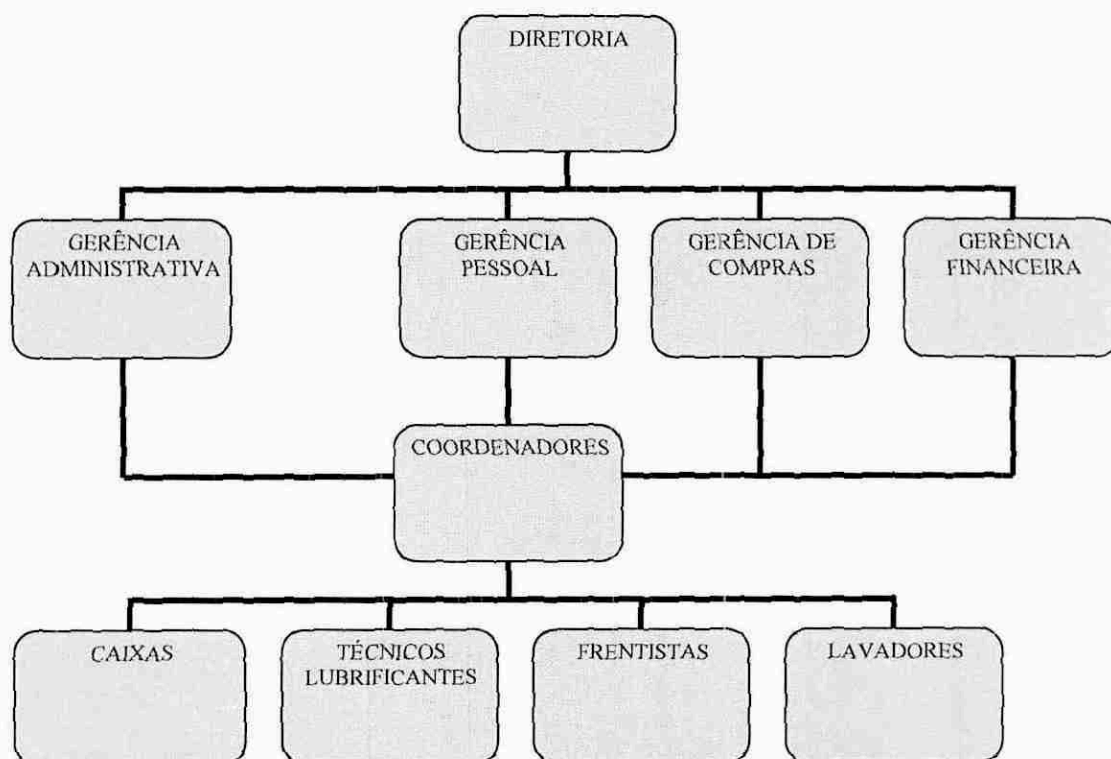 DIRETORIA
GERÊNCIA
ADMINISTRATIVA
GERÊNCIA
PESSOAL
GERÊNCIA DE
COMPRAS
GERÊNCIA
FINANCEIRA
COORDENADORES
CAIXAS
TÉCNICOS
LUBRIFICANTES
FRENTISTAS
LAVADORES